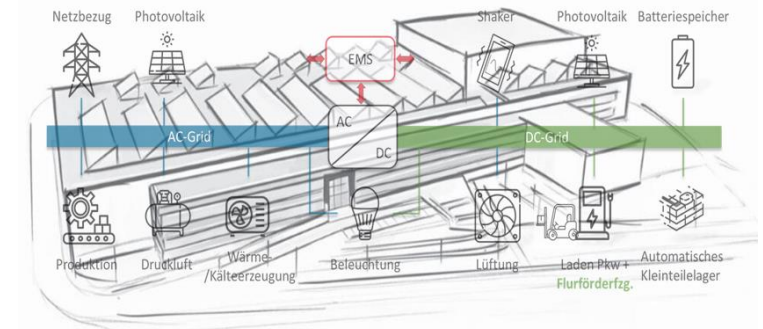 Netzbezug
Photovoltaik
EMS
Shaker
Photovoltaik
Batteriespeicher
AC
DC
AC-Grid
DC-Grid
Produktion
Druckluft
Wärme-
/Kälteerzeugung
Beleuchtung
Lüftung
Laden Pkw +
Flurförderfzg.
Automatisches
Kleinteilelager